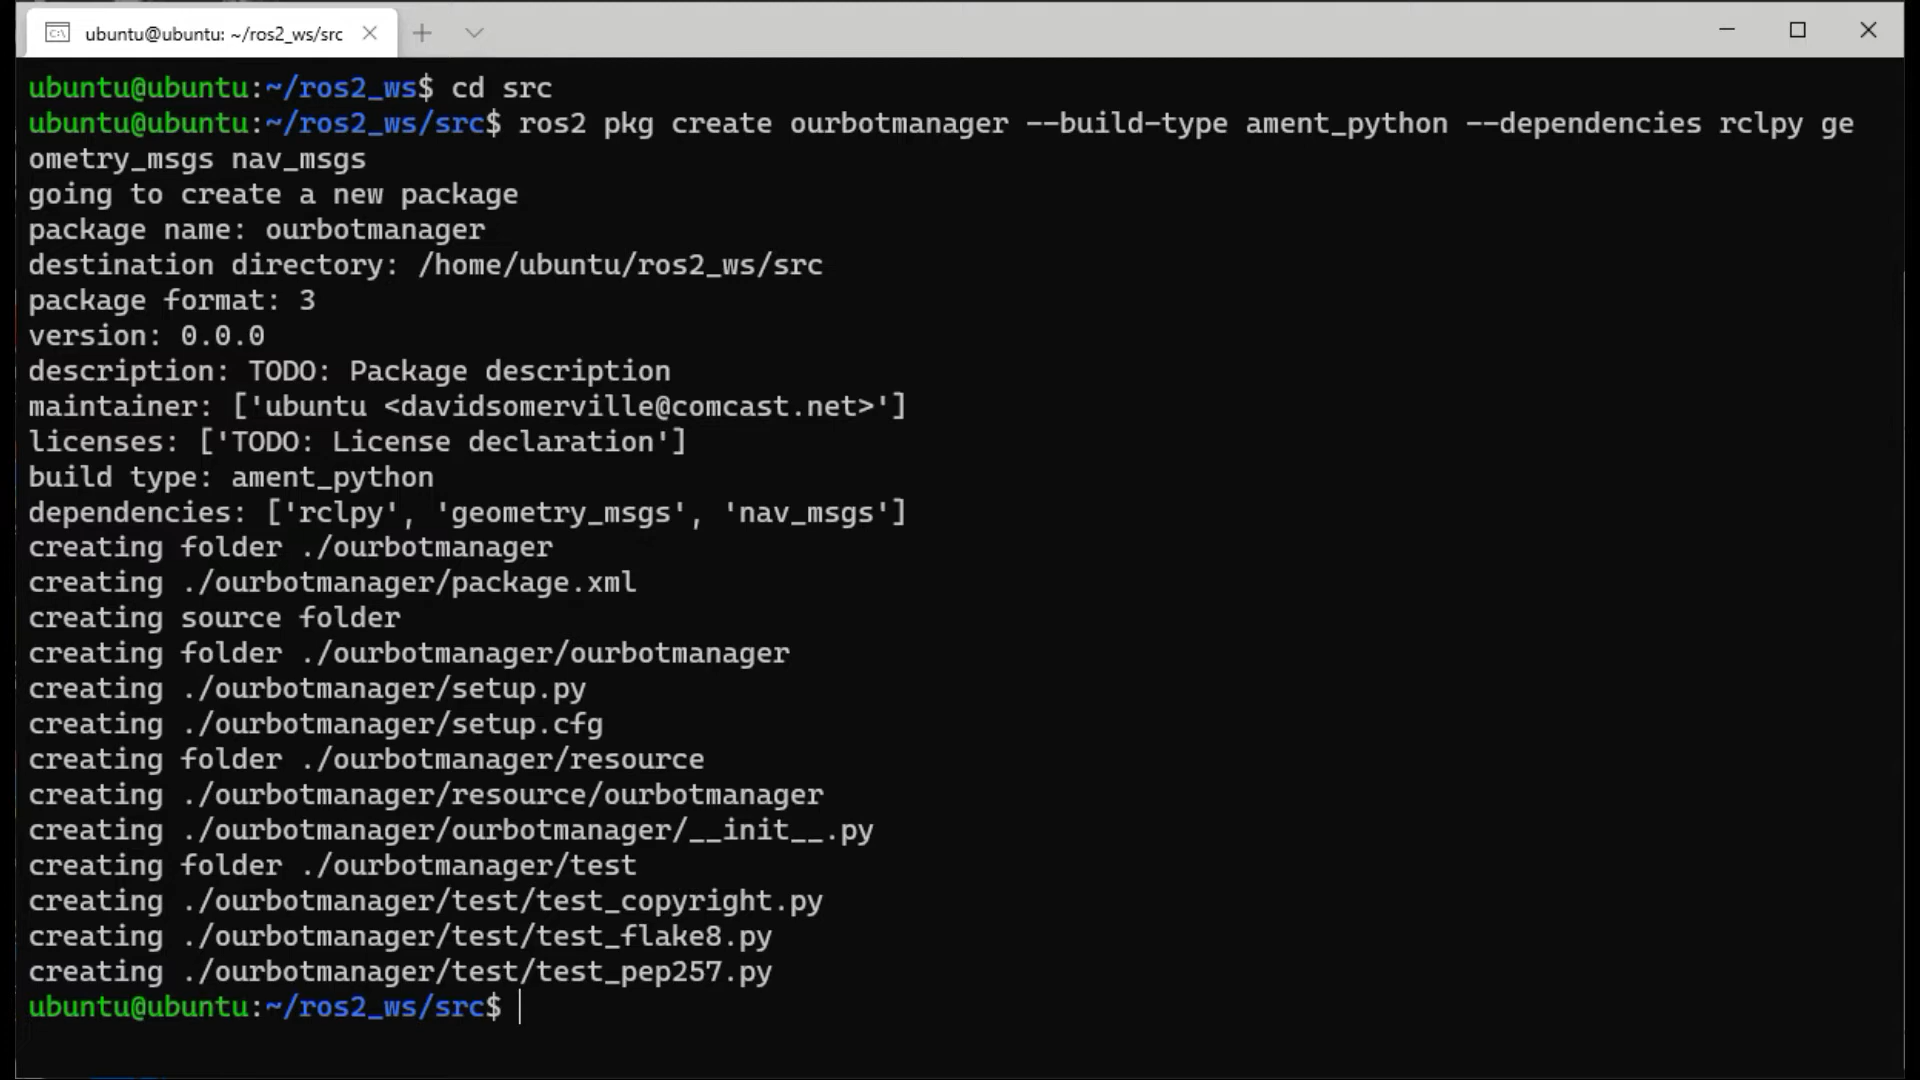 ubuntu@ubuntu: ~/ros2_ws/src
ubuntu@ubuntu:~/ros2_ws$ cd src
ubuntu@ubuntu:~/ros2_ws/src$ ros2 pkg create ourbotmanager --build-type ament_python --dependencies rclpy ge
ometry_msgs nav_msgs
going to create a new package
package name: ourbotmanager
destination directory: /home/ubuntu/ros2_ws/src
package format: 3
version: 0.0.0
description: TODO: Package description
maintainer: ['ubuntu <davidsomerville@comcast.net>']
licenses: ['TODO: License declaration']
build type: ament_python
dependencies: ['rclpy', 'geometry_msgs', 'nav_msgs']
creating folder ./ourbotmanager
creating ./ourbotmanager/package.xml
creating source folder
creating folder ./ourbotmanager/ourbotmanager
creating ./ourbotmanager/setup.py
creating ./ourbotmanager/setup.cfg
creating folder ./ourbotmanager/resource
creating ./ourbotmanager/resource/ourbotmanager
creating ./ourbotmanager/ourbotmanager/__init__.py
creating folder ./ourbotmanager/test
creating ./ourbotmanager/test/test_copyright.py
creating ./ourbotmanager/test/test_flake8.py
creating ./ourbotmanager/test/test_pep257.py
ubuntu@ubuntu:~/ros2_ws/src$